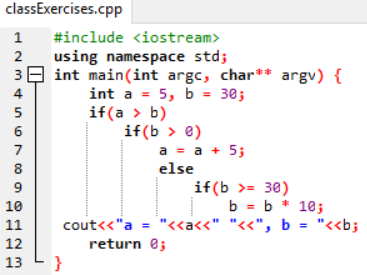 classExercises.cpp
1 #include <iostream>
2 using namespace std;
3 int main(int argc, char** argv) {
4 int a = 5, b = 30;
5 if(a > b)
6 if(b > 0)
7 a = a + 5;
8 else
9 if(b >= 30)
10 b = b * 10;
11 cout<<"a = "<<a<<" "<<", b = "<<b;
12 return 0;
13 }